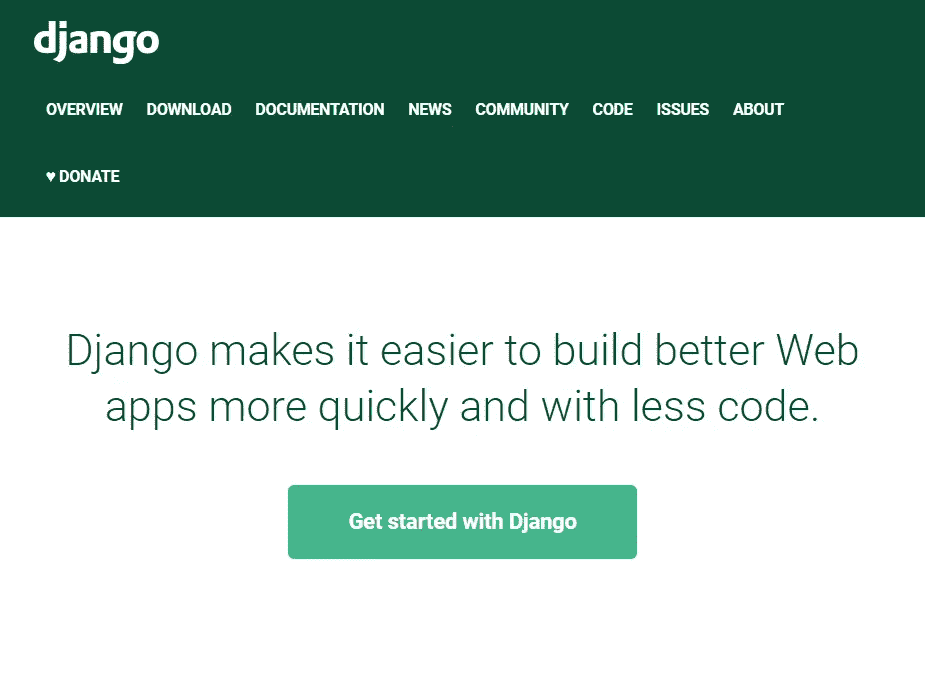 django
OVERVIEW DOWNLOAD DOCUMENTATION NEWS COMMUNITY CODE ISSUES ABOUT
♥ DONATE
Django makes it easier to build better Web
apps more quickly and with less code.
Get started with Django